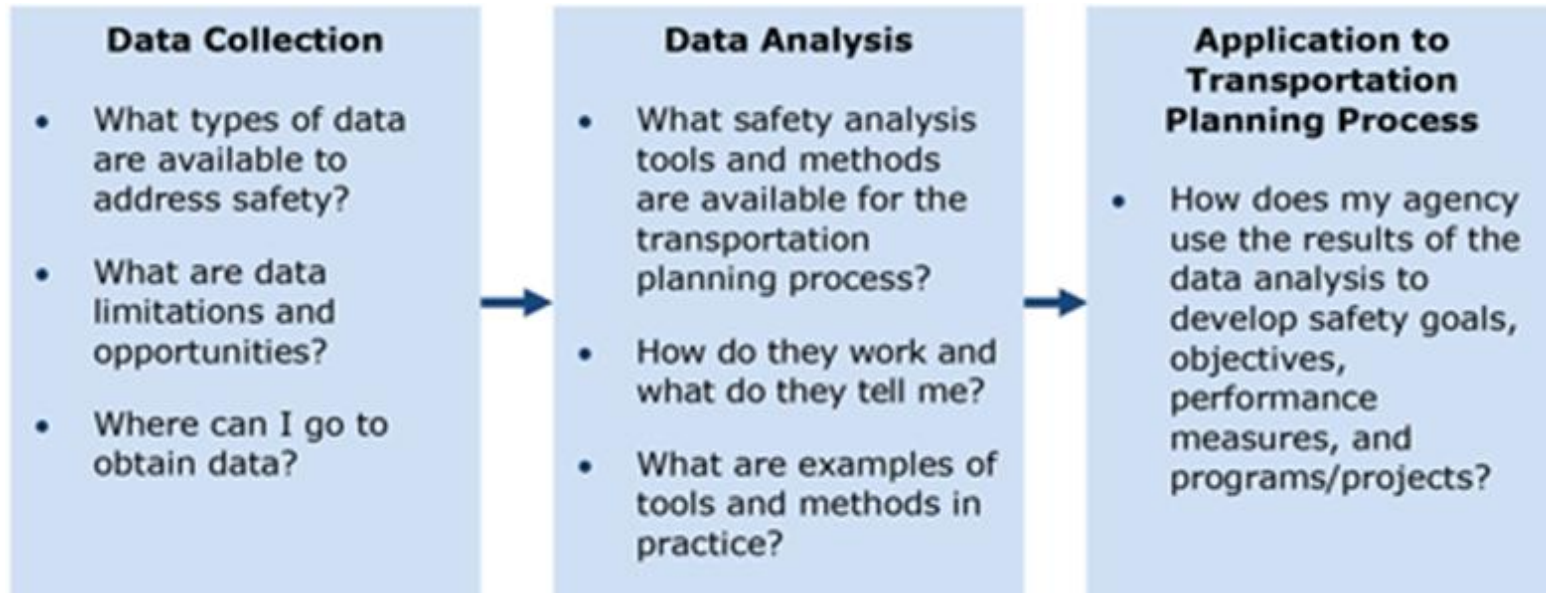 Data Collection
• What types of data
are available to
address safety?
• What are data
limitations and
opportunities?
• Where can I go to
obtain data?
Data Analysis
• What safety analysis
tools and methods
are available for the
transportation
planning process?
• How do they work and
what do they tell me?
• What are examples of
tools and methods in
practice?
Application to
Transportation
Planning Process
• How does my agency
use the results of the
data analysis to
develop safety goals,
objectives,
performance
measures, and
programs/projects?